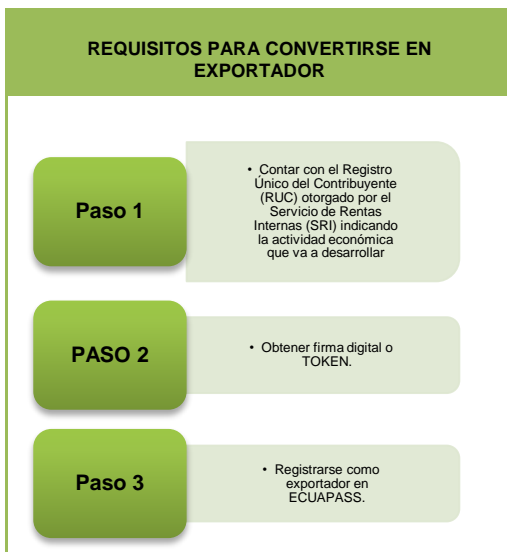 REQUISITOS PARA CONVERTIRSE EN
EXPORTADOR
Paso 1
• Contar con el Registro
Único del Contribuyente
(RUC) otorgado por el
Servicio de Rentas
Internas (SRI) indicando
la actividad económica
que va a desarrollar
PASO 2
• Obtener firma digital o
TOKEN.
Paso 3
• Registrarse como
exportador en
ECUAPASS.